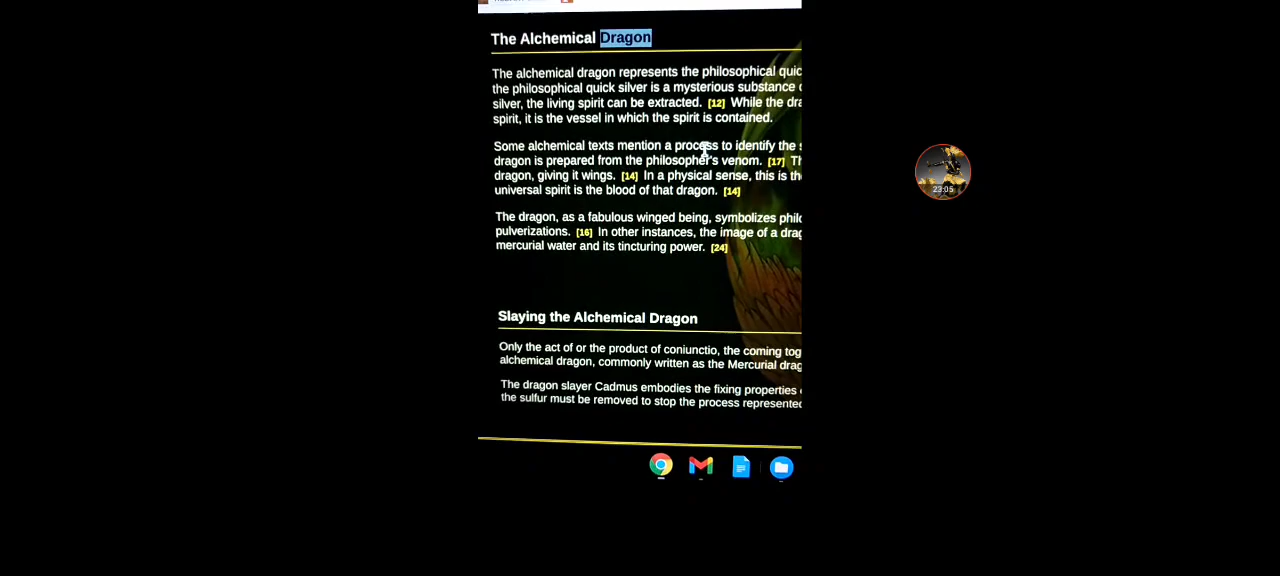 The Alchemical Dragon
The alchemical dragon represents the philosophical quic
the philosophical quick silver is a mysterious substance
silver, the living spirit can be extracted. [12] While the dra
spirit, it is the vessel in which the spirit is contained.
Some alchemical texts mention a process to identify the s
dragon is prepared from the philosopher's venom. [17] Th
dragon, giving it wings. [14] In a physical sense, this is the
universal spirit is the blood of that dragon. [14]
The dragon, as a fabulous winged being, symbolizes philo
pulverizations. [16] In other instances, the image of a drag
mercurial water and its tincturing power. [24]
Slaying the Alchemical Dragon
Only the act of or the product of coniunctio, the coming tog
alchemical dragon, commonly written as the Mercurial drag
The dragon slayer Cadmus embodies the fixing properties
the sulfur must be removed to stop the process represented
23:05